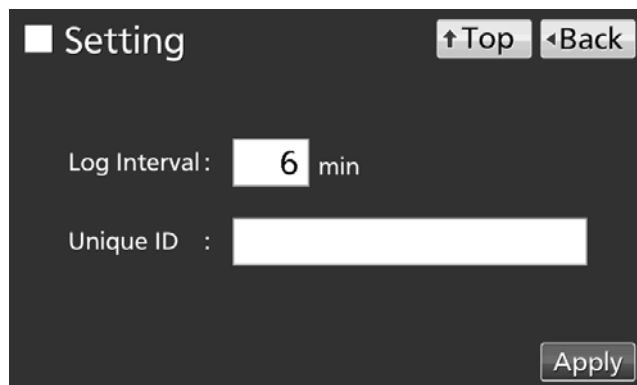 Setting
↑Top ◂Back
Log Interval: 6 min
Unique ID :
Apply